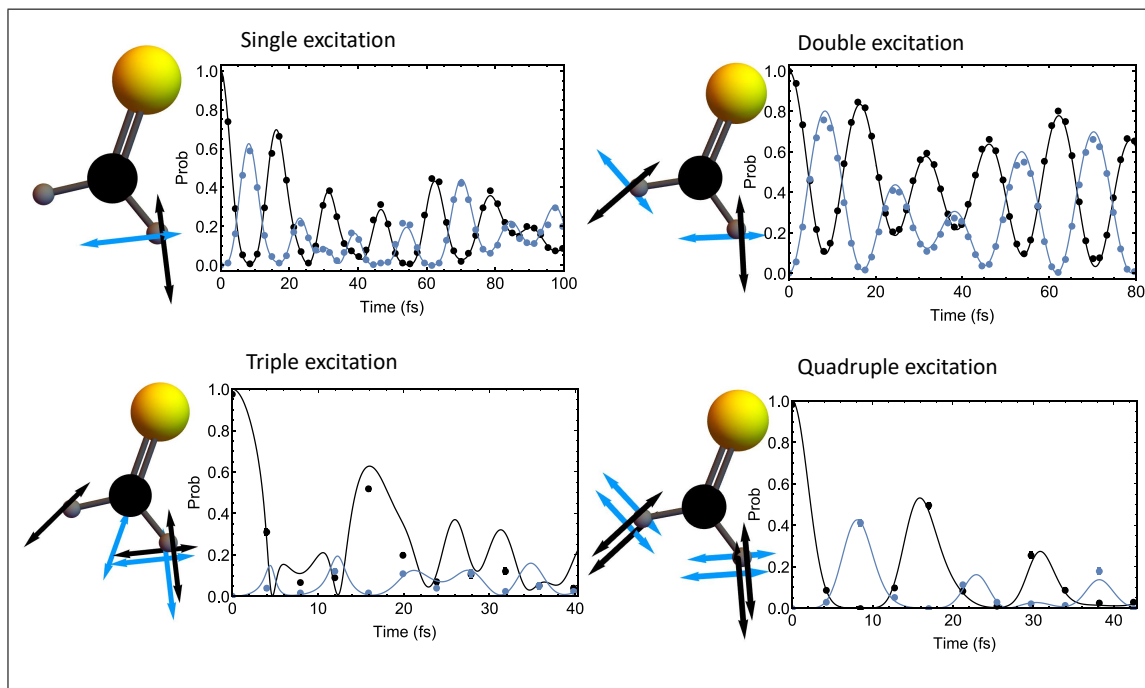 Single excitation
1.0
0.8
0.6
0.4
0.2
0.0
Prob
0 20 40 60 80 100
Time (fs)
Double excitation
1.0
0.8
0.6
0.4
0.2
0.0
Prob
0 20 40 60 80
Time (fs)
Triple excitation
1.0
0.8
0.6
0.4
0.2
0.0
Prob
0 10 20 30 40
Time (fs)
Quadruple excitation
1.0
0.8
0.6
0.4
0.2
0.0
Prob
0 10 20 30 40
Time (fs)